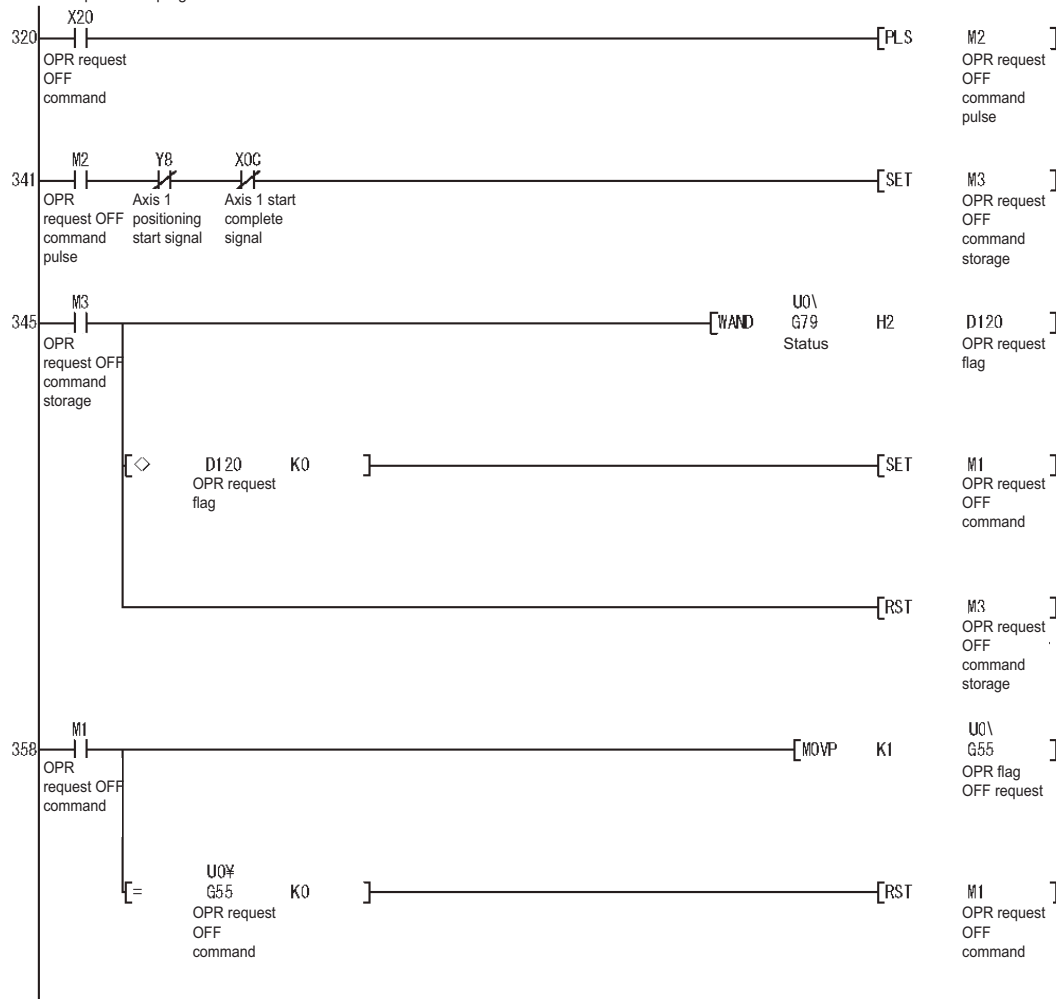 X20
320 [PLS M2 ]
OPR request
OFF
command
OPR request
OFF
command
pulse
M2 Y8 X0C
341 [SET M3 ]
OPR
request OFF
command
pulse
Axis 1
positioning
start signal
Axis 1 start
complete
signal
OPR request
OFF
command
storage
M3 U0\
345 [WAND G79 H2 D120 ]
OPR
request OFF
command
storage
Status
OPR request
flag
[<> D120 K0 ] [SET M1 ]
OPR request
flag
OPR request
OFF
command
[RST M3 ]
OPR request
OFF
command
storage
M1 U0\
358 [MOVP K1 G55 ]
OPR
request OFF
command
OPR flag
OFF request
U0¥
[= G55 K0 ] [RST M1 ]
OPR request
OFF
command
OPR request
OFF
command